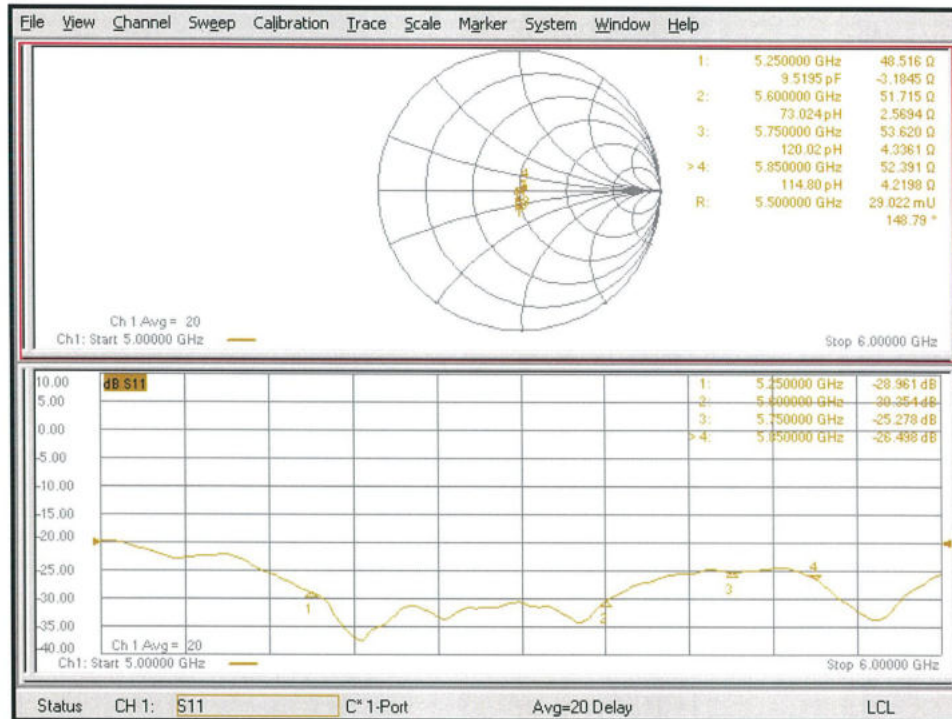 File View Channel Sweep Calibration Trace Scale Marker System Window Help
1: 5.250000 GHz 48.516 Ω
9.5195 pF -3.1845 Ω
2: 5.600000 GHz 51.715 Ω
73.024 pH 2.5694 Ω
3: 5.750000 GHz 53.620 Ω
120.02 pH 4.3361 Ω
> 4: 5.850000 GHz 52.391 Ω
114.80 pH 4.2198 Ω
R: 5.500000 GHz 29.022 mU
148.79 °
4
Ch 1 Avg = 20
Ch1: Start 5.00000 GHz Stop 6.00000 GHz
10.00 dB S11 1: 5.250000 GHz -28.961 dB
5.00 2: 5.600000 GHz -30.354 dB
0.00 3: 5.750000 GHz -25.278 dB
> 4: 5.850000 GHz -26.498 dB
-5.00
-10.00
-15.00
-20.00
-25.00
-30.00
-35.00
-40.00
1
2
3
4
Ch 1 Avg = 20
Ch1: Start 5.00000 GHz Stop 6.00000 GHz
Status CH 1: S11 C* 1-Port Avg=20 Delay LCL